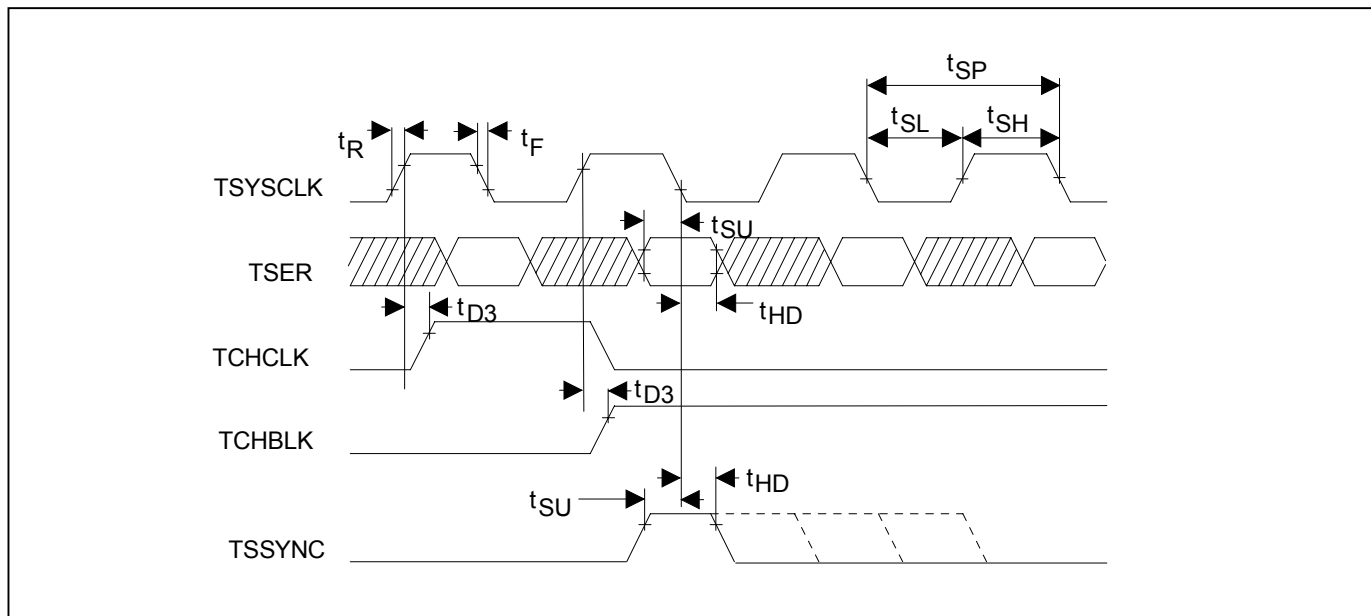 tSP
tSL
tSH
tR
tF
TSYSCLK
tSU
TSER
tD3
tHD
TCHCLK
tD3
TCHBLK
tSU
tHD
TSSYNC